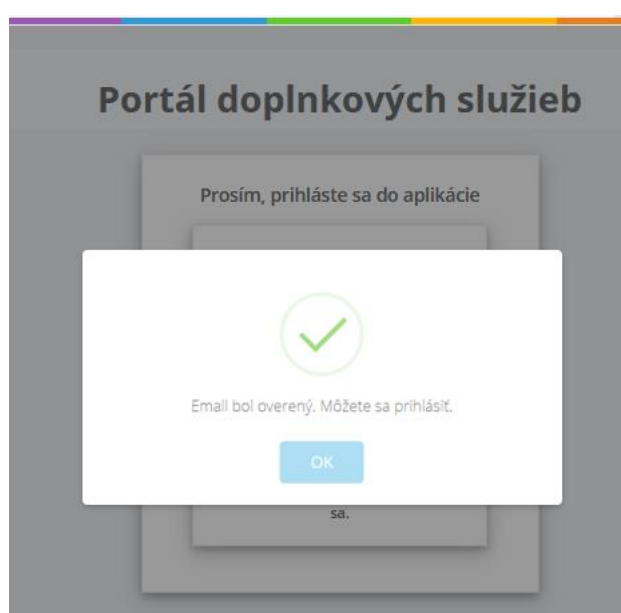 Portál doplnkových služieb
Prosím, prihláste sa do aplikácie
Email bol overený. Môžete sa prihlásiť.
OK
sa.